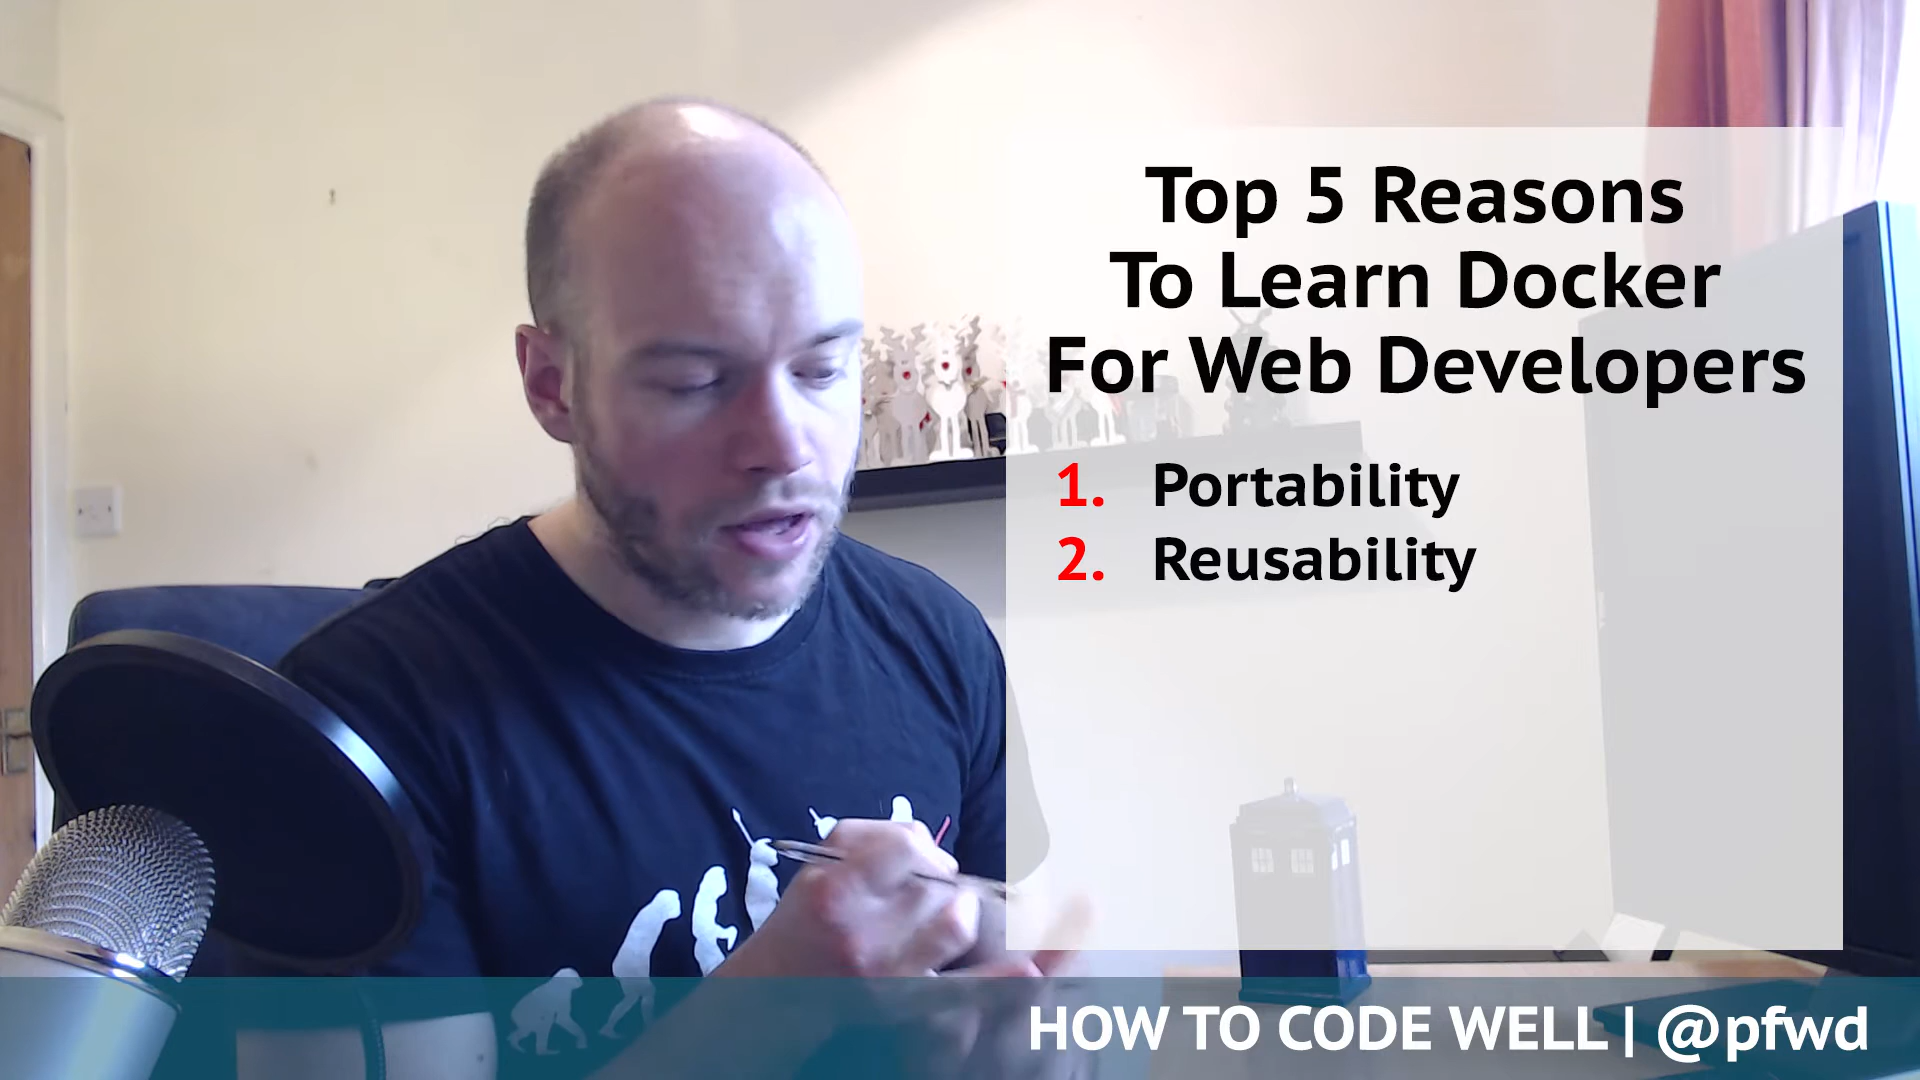 Top 5 Reasons
To Learn Docker
For Web Developers
1. Portability
2. Reusability
HOW TO CODE WELL | @pfwd